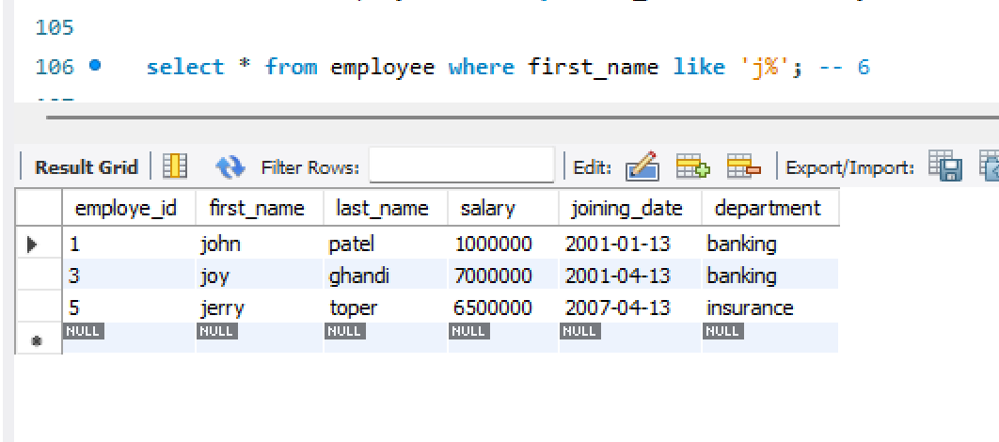 105
106 select * from employee where first_name like 'j%'; -- 6
Result Grid Filter Rows: Edit: Export/Import:
employe_id first_name last_name salary joining_date department
1 john patel 1000000 2001-01-13 banking
3 joy ghandi 7000000 2001-04-13 banking
5 jerry toper 6500000 2007-04-13 insurance
NULL NULL NULL NULL NULL NULL